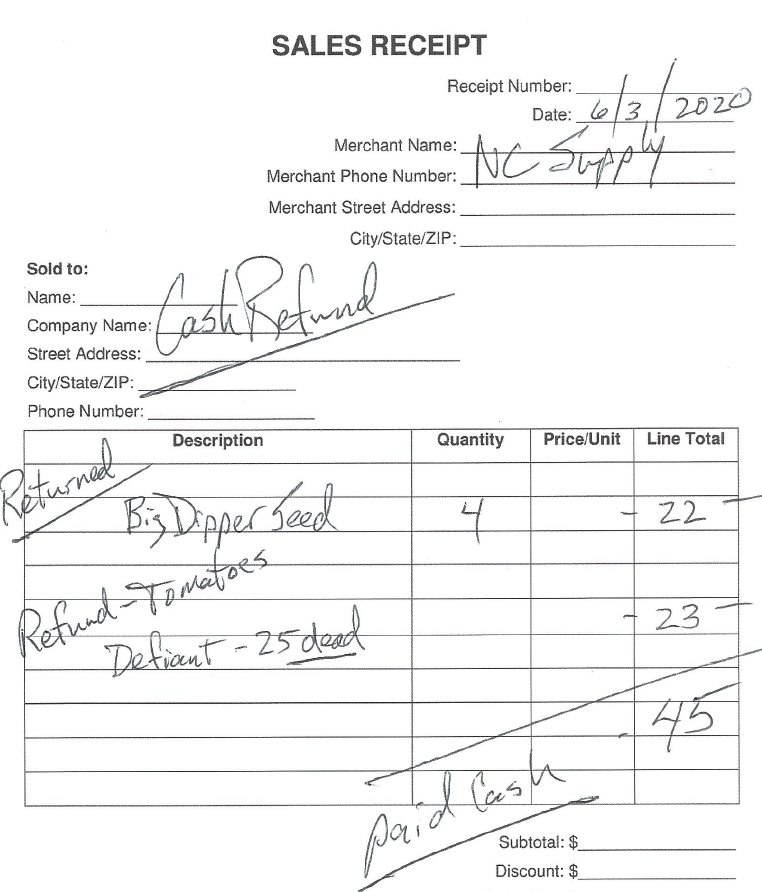 SALES RECEIPT
Receipt Number:
Date: 6/3/2020
Merchant Name: NC Supply
Merchant Phone Number:
Merchant Street Address:
City/State/ZIP:
Sold to:
Name:
Company Name: Cash Refund
Street Address:
City/State/ZIP:
Phone Number:
Description Quantity Price/Unit Line Total
Returned
Big Dipper Seed 4 - 22 -
Refund - Tomatoes
- 23 -
Defiant - 25 dead
- 45 -
paid Cash
Subtotal: $
Discount: $